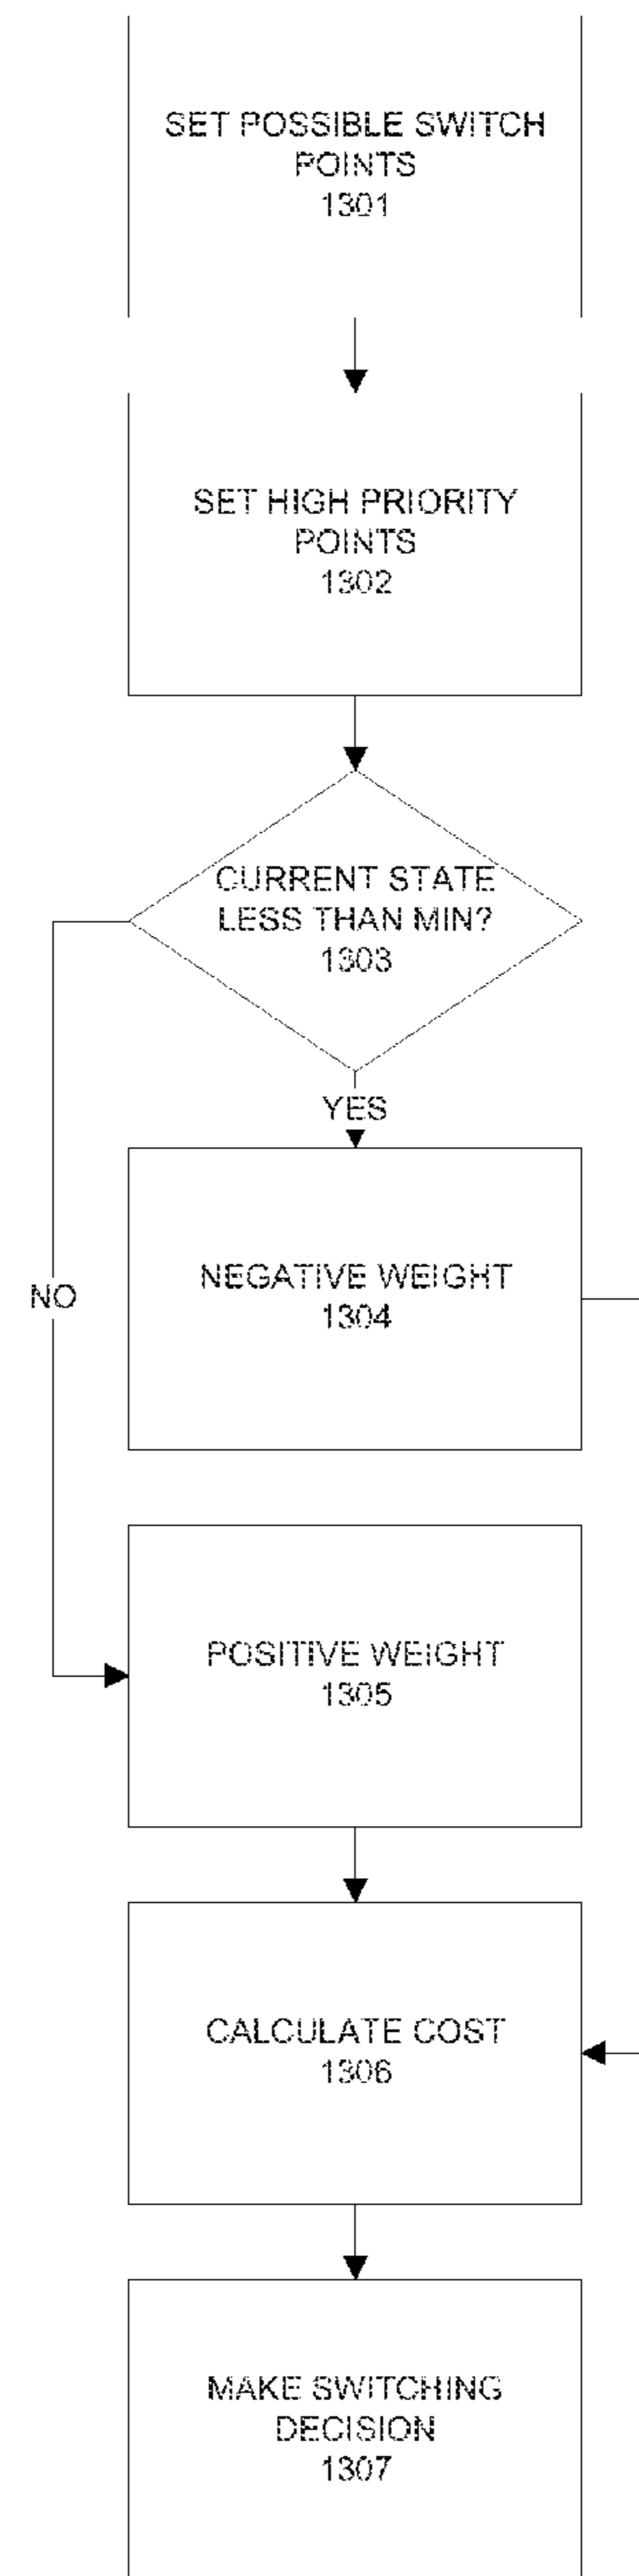 SET POSSIBLE SWITCH
POINTS
1301
SET HIGH PRIORITY
POINTS
1302
CURRENT STATE
LESS THAN MIN?
1303
YES
NEGATIVE WEIGHT
1304
NO
POSITIVE WEIGHT
1305
CALCULATE COST
1306
MAKE SWITCHING
DECISION
1307